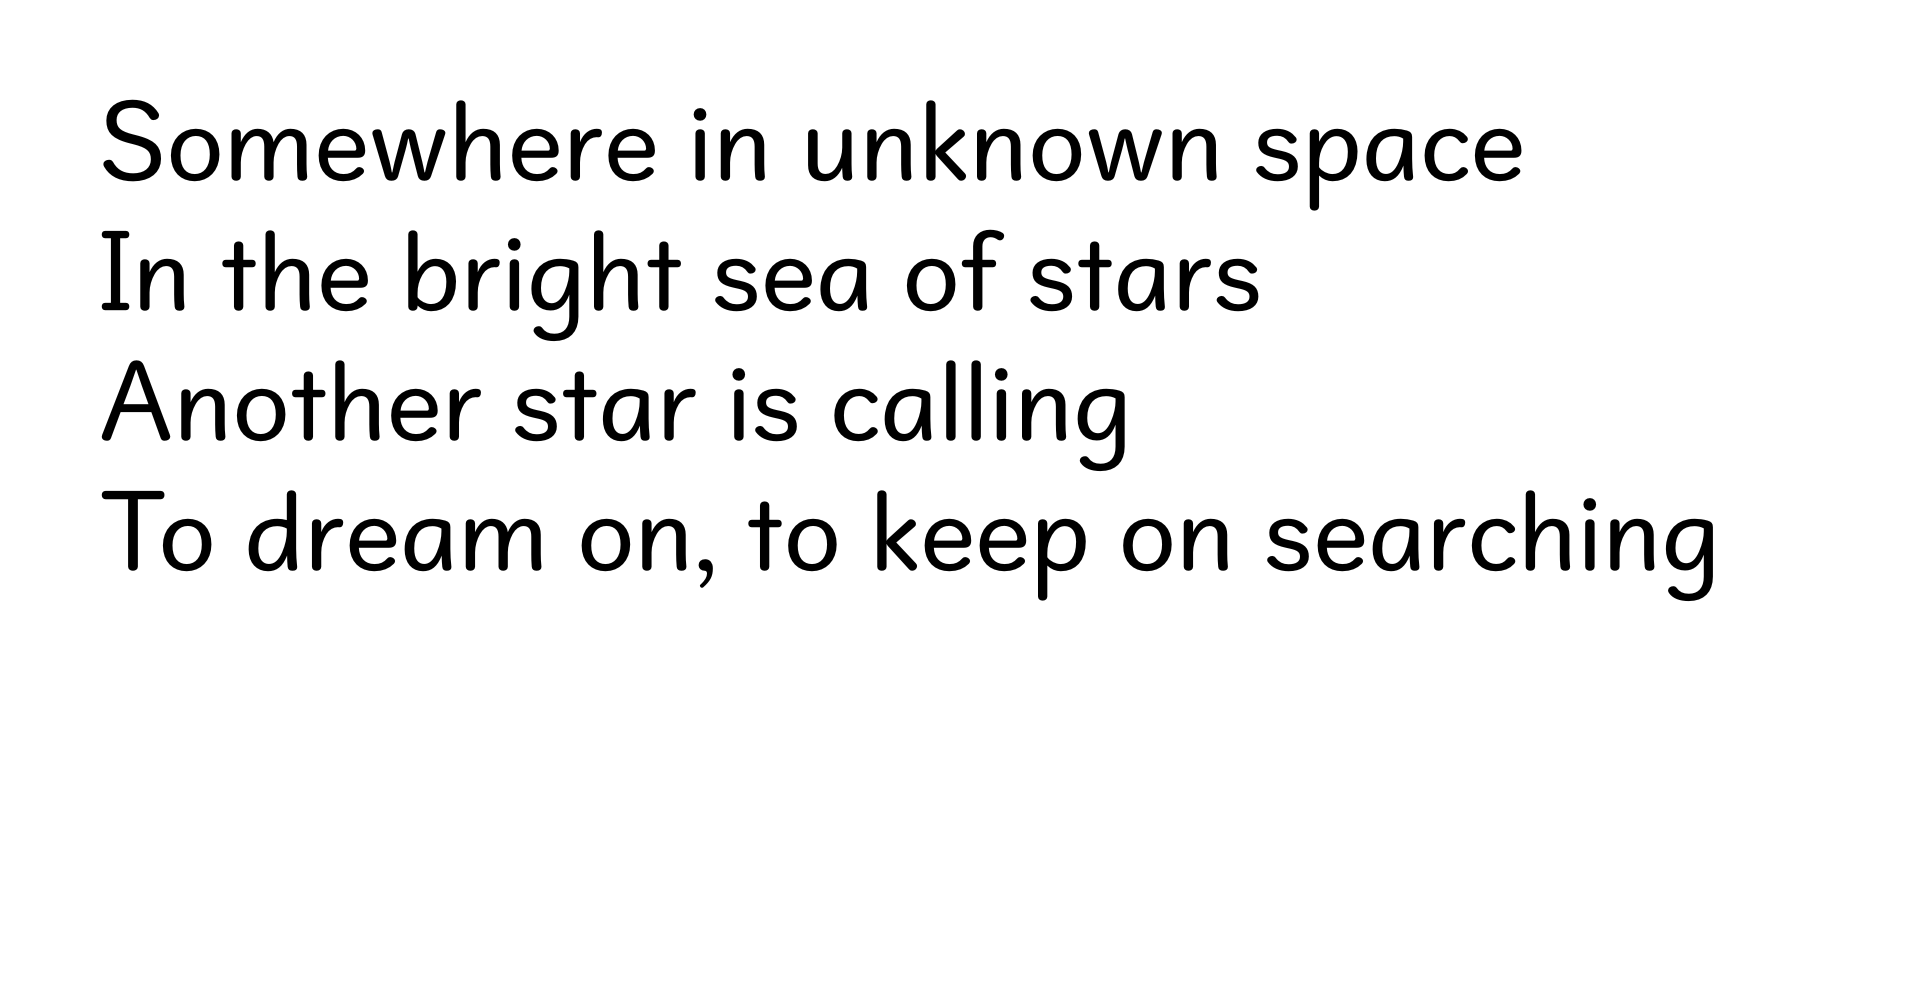 Somewhere in unknown space
In the bright sea of stars
Another star is calling
To dream on, to keep on searching